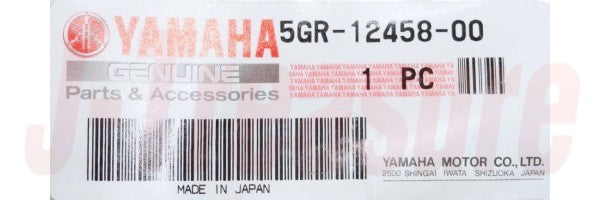 YAMAHA 5GR-12458-00
GENUINE
Parts & Accessories
1 PC
MADE IN JAPAN
YAMAHA MOTOR CO., LTD.
2500 SHINGAI IWATA SHIZUOKA JAPAN